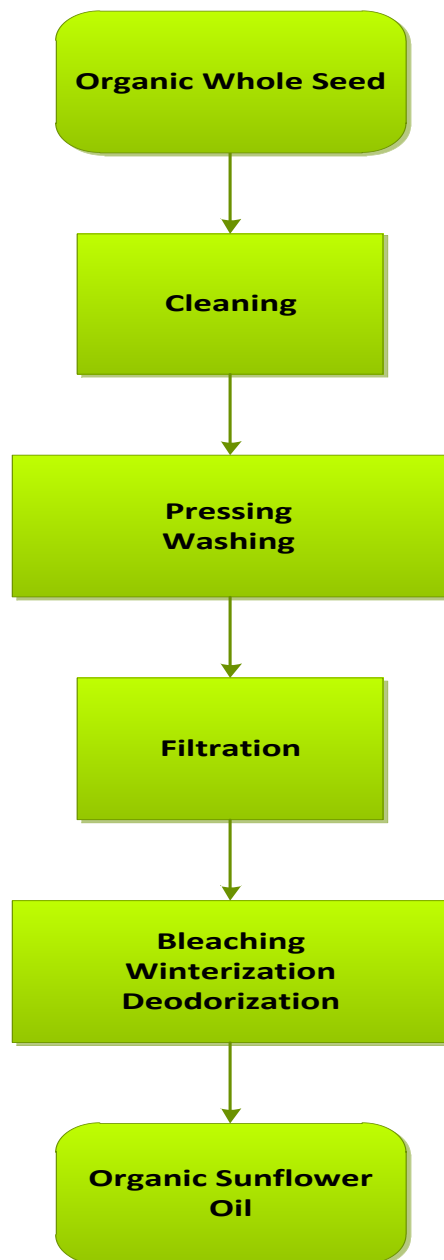 Organic Whole Seed
Cleaning
Pressing
Washing
Filtration
Bleaching
Winterization
Deodorization
Organic Sunflower
Oil